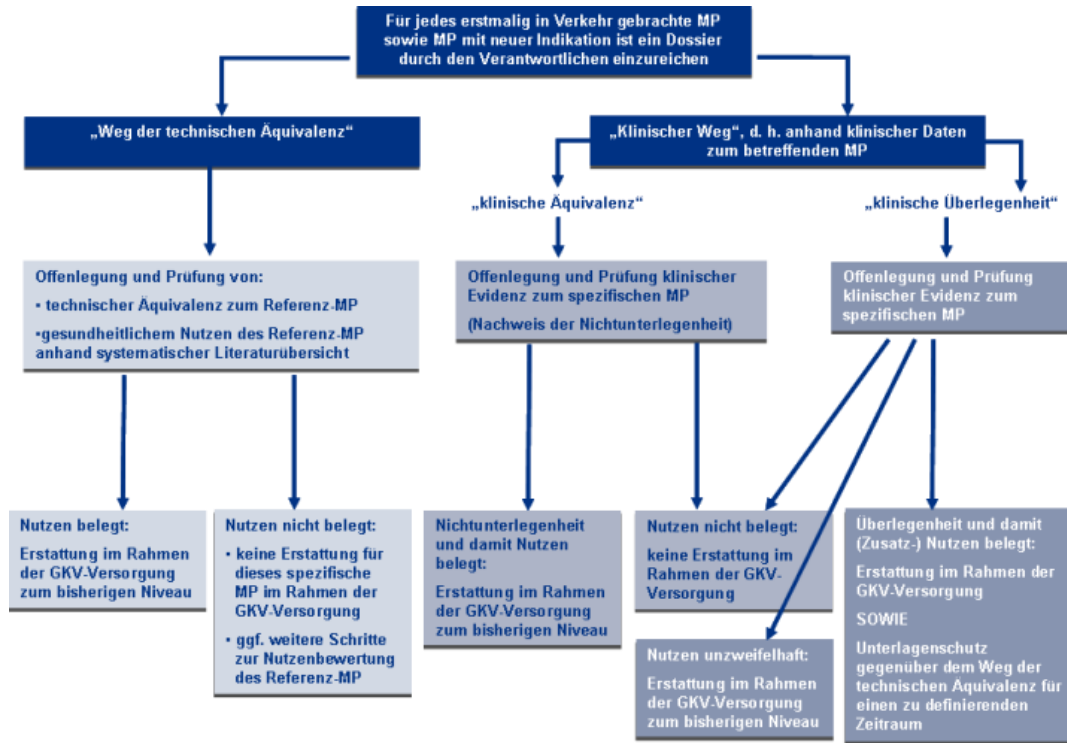 Für jedes erstmalig in Verkehr gebrachte MP
sowie MP mit neuer Indikation ist ein Dossier
durch den Verantwortlichen einzureichen
„Weg der technischen Äquivalenz“
„Klinischer Weg“, d. h. anhand klinischer Daten
zum betreffenden MP
„klinische Äquivalenz“
„klinische Überlegenheit“
Offenlegung und Prüfung von:
▪ technischer Äquivalenz zum Referenz-MP
▪gesundheitlichem Nutzen des Referenz-MP
anhand systematischer Literaturübersicht
Offenlegung und Prüfung klinischer
Evidenz zum spezifischen MP
(Nachweis der Nichtunterlegenheit)
Offenlegung und Prüfung
klinischer Evidenz zum
spezifischen MP
Nutzen belegt:
Erstattung im Rahmen
der GKV-Versorgung
zum bisherigen Niveau
Nutzen nicht belegt:
▪ keine Erstattung für
dieses spezifische
MP im Rahmen der
GKV-Versorgung
▪ ggf. weitere Schritte
zur Nutzenbewertung
des Referenz-MP
Nichtunterlegenheit
und damit Nutzen
belegt:
Erstattung im Rahmen
der GKV-Versorgung
zum bisherigen Niveau
Nutzen nicht belegt:
keine Erstattung im
Rahmen der GKV-
Versorgung
Nutzen unzweifelhaft:
Erstattung im Rahmen
der GKV-Versorgung
zum bisherigen Niveau
Überlegenheit und damit
(Zusatz-) Nutzen belegt:
Erstattung im Rahmen der
GKV-Versorgung
SOWIE
Unterlagenschutz
gegenüber dem Weg der
technischen Äquivalenz für
einen zu definierenden
Zeitraum